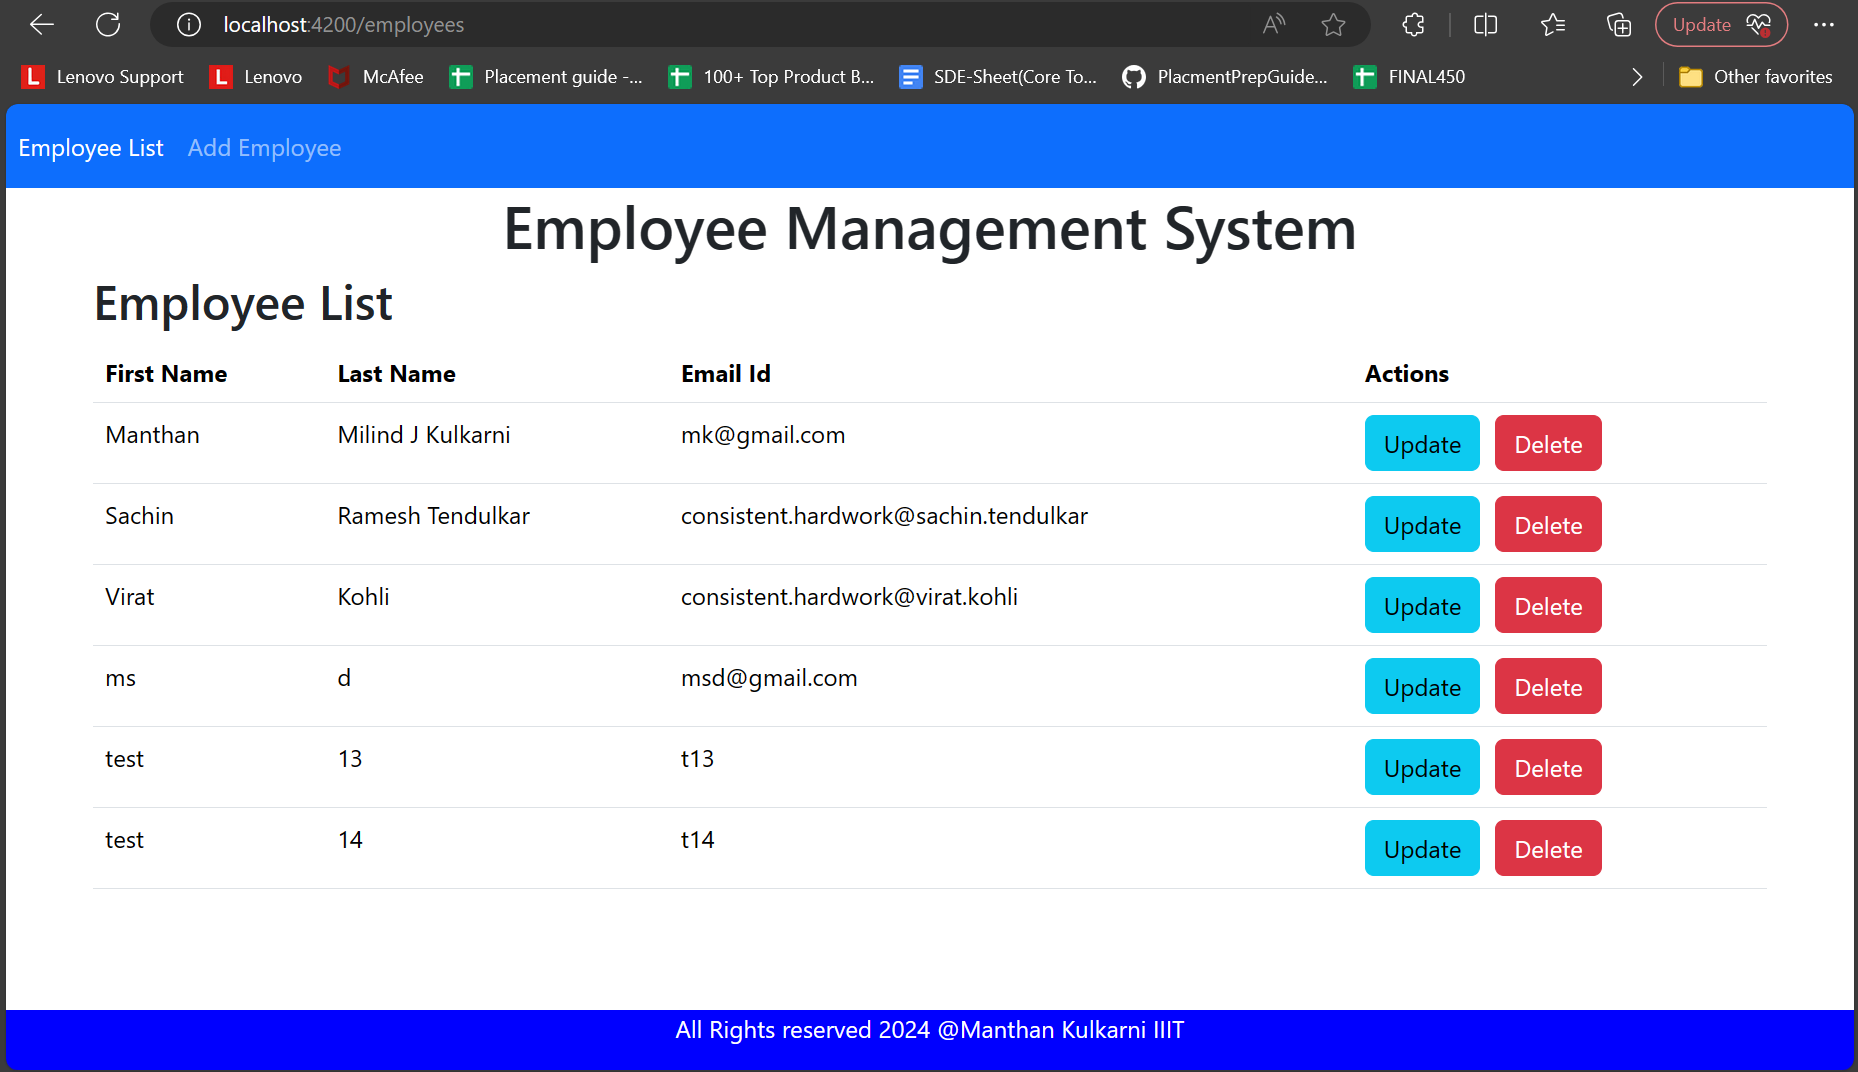 localhost:4200/employees
Update
Lenovo Support Lenovo McAfee Placement guide -... 100+ Top Product B... SDE-Sheet(Core To... PlacmentPrepGuide... FINAL450 Other favorites
Employee List Add Employee
Employee Management System
Employee List
First Name Last Name Email Id Actions
Manthan Milind J Kulkarni mk@gmail.com Update Delete
Sachin Ramesh Tendulkar consistent.hardwork@sachin.tendulkar Update Delete
Virat Kohli consistent.hardwork@virat.kohli Update Delete
ms d msd@gmail.com Update Delete
test 13 t13 Update Delete
test 14 t14 Update Delete
All Rights reserved 2024 @Manthan Kulkarni IIIT